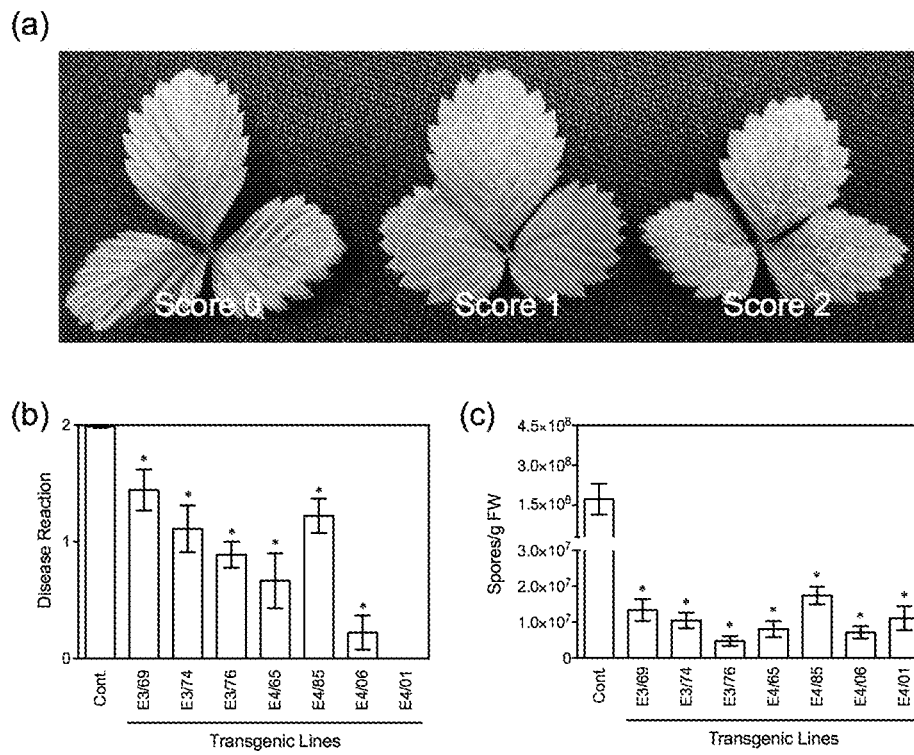 (a)
Score 0
Score 1
Score 2
(b)
Disease Reaction
2
1
0
*
*
*
*
*
*
Cont.
E3/69
E3/74
E3/76
E4/65
E4/85
E4/06
E4/01
Transgenic Lines
(c)
Spores/g FW
4.5×10⁸
3.0×10⁸
1.5×10⁸
3.0×10⁷
2.0×10⁷
1.0×10⁷
0
*
*
*
*
*
*
*
Cont.
E3/69
E3/74
E3/76
E4/65
E4/85
E4/06
E4/01
Transgenic Lines